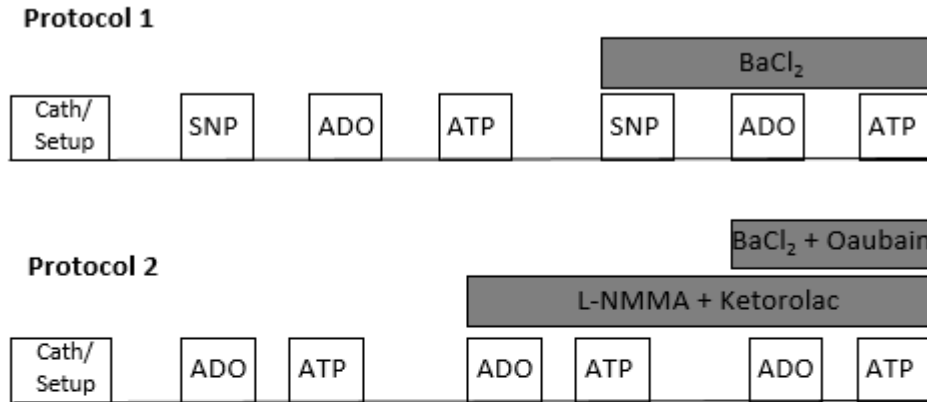 Protocol 1
BaCl₂
Cath/
Setup
SNP
ADO
ATP
SNP
ADO
ATP
BaCl₂ + Oaubain
Protocol 2
L-NMMA + Ketorolac
Cath/
Setup
ADO
ATP
ADO
ATP
ADO
ATP